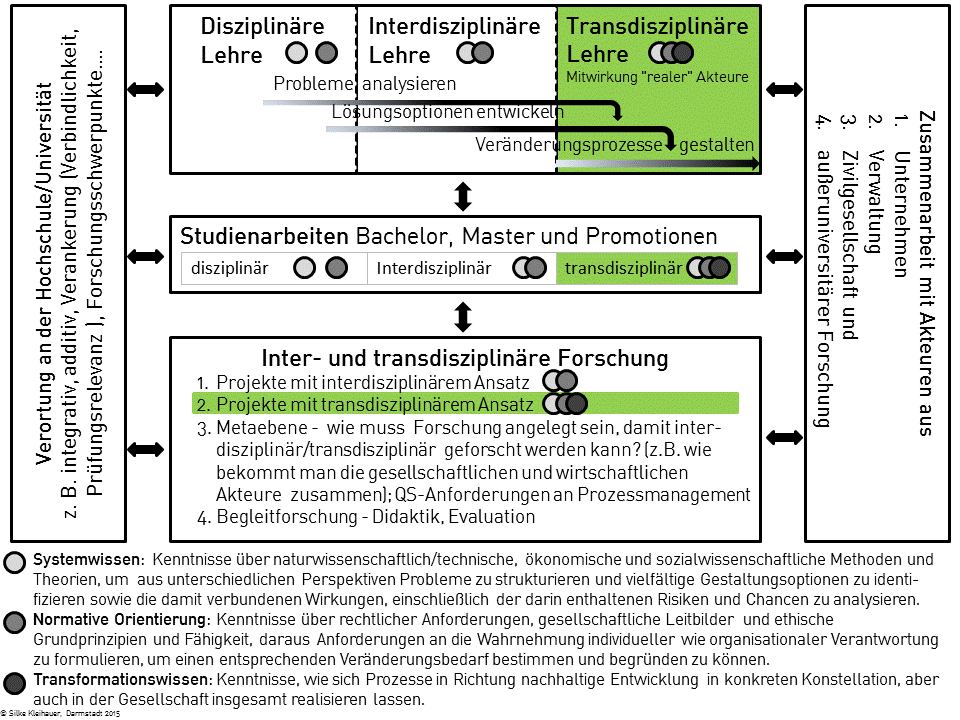 Verortung an der Hochschule/Universität
z. B. integrativ, additiv, Verankerung (Verbindlichkeit,
Prüfungsrelevanz ), Forschungsschwerpunkte....
Disziplinäre
Lehre
Interdisziplinäre
Lehre
Transdisziplinäre
Lehre
Mitwirkung "realer" Akteure
Probleme analysieren
Lösungsoptionen entwickeln
Veränderungsprozesse gestalten
Studienarbeiten Bachelor, Master und Promotionen
disziplinär
Interdisziplinär
transdisziplinär
Inter- und transdisziplinäre Forschung
1. Projekte mit interdisziplinärem Ansatz
2. Projekte mit transdisziplinärem Ansatz
3. Metaebene - wie muss Forschung angelegt sein, damit inter-
disziplinär/transdisziplinär geforscht werden kann? (z.B. wie
bekommt man die gesellschaftlichen und wirtschaftlichen
Akteure zusammen); QS-Anforderungen an Prozessmanagement
4. Begleitforschung - Didaktik, Evaluation
Zusammenarbeit mit Akteuren aus
1. Unternehmen
2. Verwaltung
3. Zivilgesellschaft und
4. außeruniversitärer Forschung
Systemwissen: Kenntnisse über naturwissenschaftlich/technische, ökonomische und sozialwissenschaftliche Methoden und
Theorien, um aus unterschiedlichen Perspektiven Probleme zu strukturieren und vielfältige Gestaltungsoptionen zu identi-
fizieren sowie die damit verbundenen Wirkungen, einschließlich der darin enthaltenen Risiken und Chancen zu analysieren.
Normative Orientierung: Kenntnisse über rechtlicher Anforderungen, gesellschaftliche Leitbilder und ethische
Grundprinzipien und Fähigkeit, daraus Anforderungen an die Wahrnehmung individueller wie organisationaler Verantwortung
zu formulieren, um einen entsprechenden Veränderungsbedarf bestimmen und begründen zu können.
Transformationswissen: Kenntnisse, wie sich Prozesse in Richtung nachhaltige Entwicklung in konkreten Konstellation, aber
auch in der Gesellschaft insgesamt realisieren lassen.
© Silke Kleihauer, Darmstadt 2015